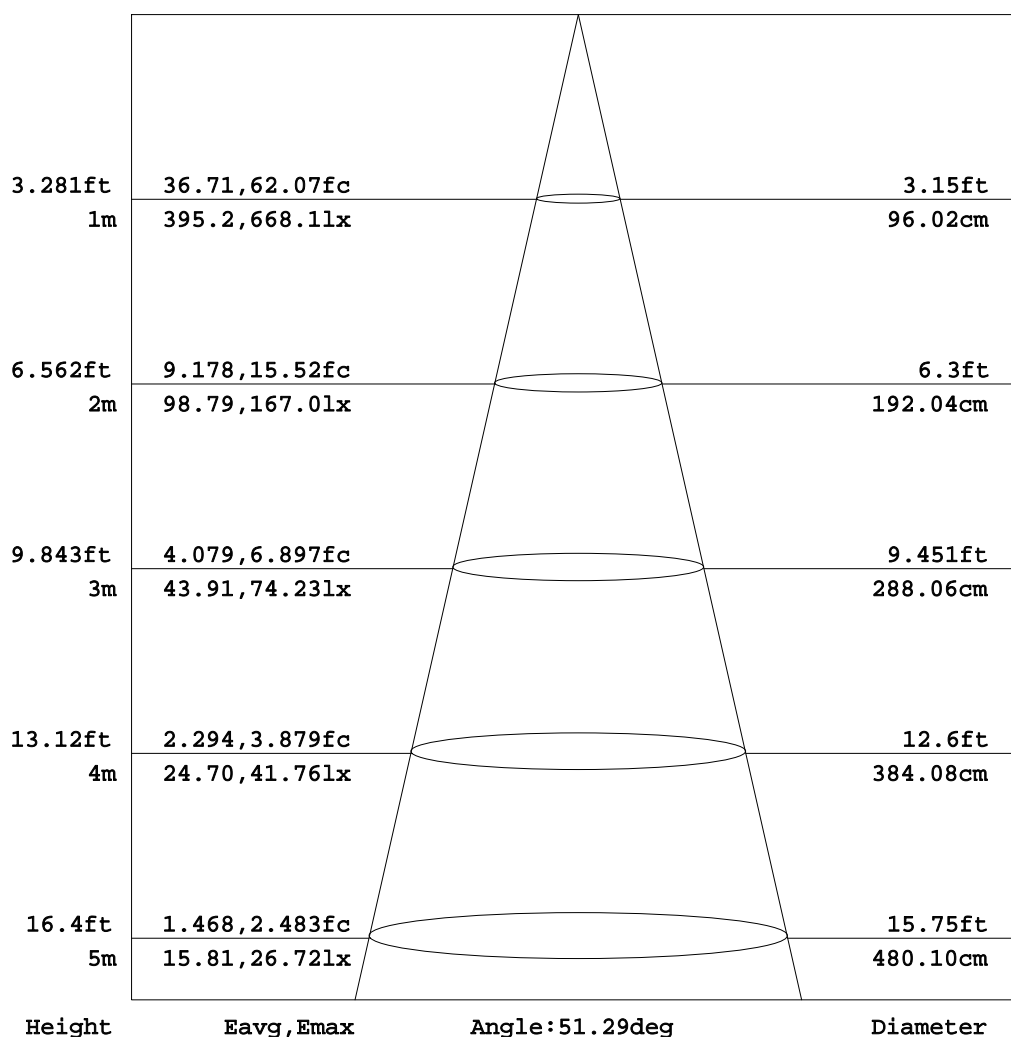 3.281ft 36.71,62.07fc 3.15ft
1m 395.2,668.1lx 96.02cm
6.562ft 9.178,15.52fc 6.3ft
2m 98.79,167.0lx 192.04cm
9.843ft 4.079,6.897fc 9.451ft
3m 43.91,74.23lx 288.06cm
13.12ft 2.294,3.879fc 12.6ft
4m 24.70,41.76lx 384.08cm
16.4ft 1.468,2.483fc 15.75ft
5m 15.81,26.72lx 480.10cm
Height Eavg,Emax Angle:51.29deg Diameter